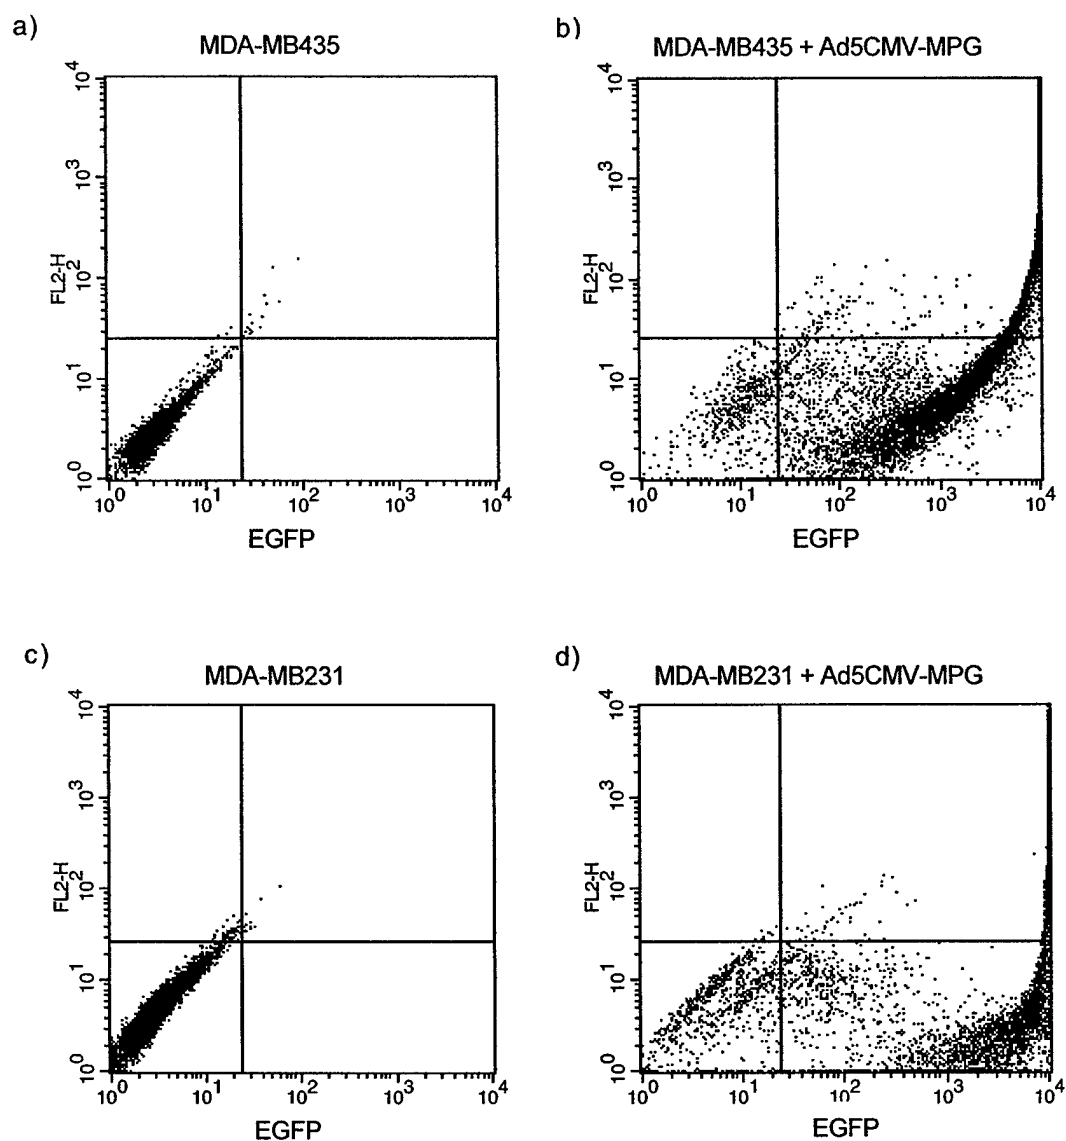 a)
MDA-MB435
10^4
10^3
10^2
10^1
10^0
FL2-H
10^0 10^1 10^2 10^3 10^4
EGFP
b)
MDA-MB435 + Ad5CMV-MPG
10^4
10^3
10^2
10^1
10^0
FL2-H
10^0 10^1 10^2 10^3 10^4
EGFP
c)
MDA-MB231
10^4
10^3
10^2
10^1
10^0
FL2-H
10^0 10^1 10^2 10^3 10^4
EGFP
d)
MDA-MB231 + Ad5CMV-MPG
10^4
10^3
10^2
10^1
10^0
FL2-H
10^0 10^1 10^2 10^3 10^4
EGFP